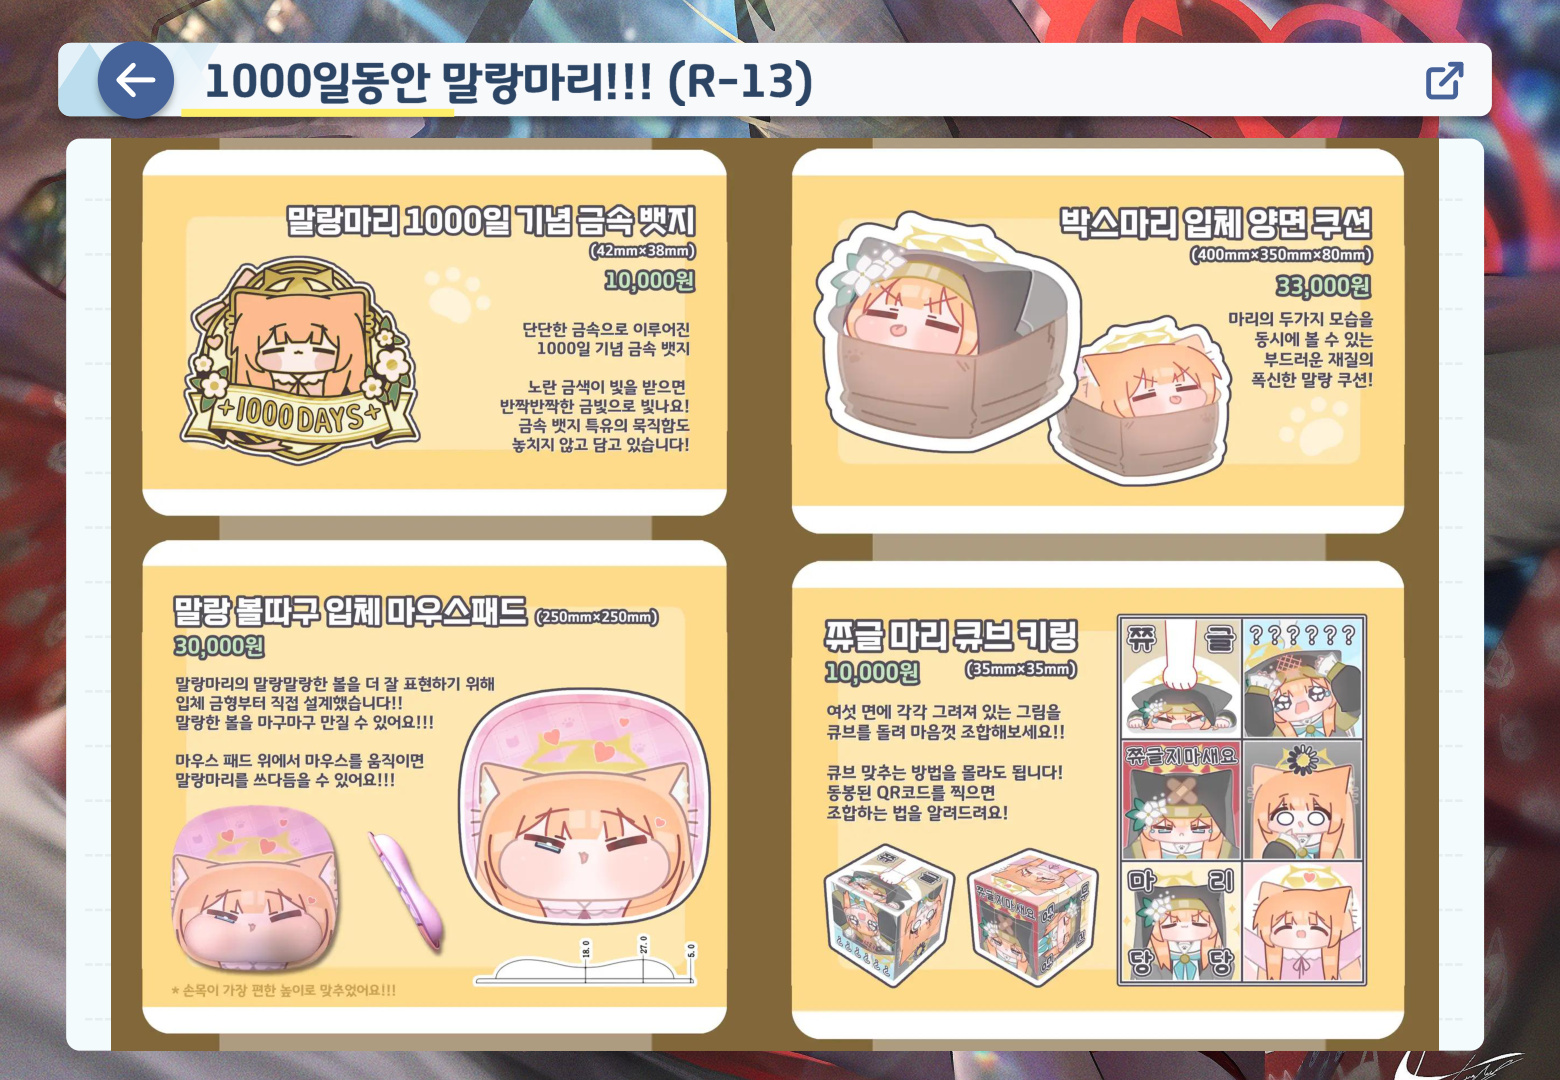 1000일동안 말랑마리!!! (R-13)
말랑마리 1000일 기념 금속 뱃지
(42mm×38mm)
10,000원
단단한 금속으로 이루어진
1000일 기념 금속 뱃지
노란 금색이 빛을 받으면
반짝반짝한 금빛으로 빛나요!
금속 뱃지 특유의 묵직함도
놓치지 않고 담고 있습니다!
+1000DAYS+
박스마리 입체 양면 쿠션
(400mm×350mm×80mm)
33,000원
마리의 두가지 모습을
동시에 볼 수 있는
부드러운 재질의
폭신한 말랑 쿠션!
말랑 볼따구 입체 마우스패드 (250mm×250mm)
30,000원
말랑마리의 말랑말랑한 볼을 더 잘 표현하기 위해
입체 금형부터 직접 설계했습니다!!
말랑한 볼을 마구마구 만질 수 있어요!!!
마우스 패드 위에서 마우스를 움직이면
말랑마리를 쓰다듬을 수 있어요!!!
18.0
27.0
5.0
* 손목이 가장 편한 높이로 맞추었어요!!!
쮸글 마리 큐브 키링
10,000원 (35mm×35mm)
여섯 면에 각각 그려져 있는 그림을
큐브를 돌려 마음껏 조합해보세요!!
큐브 맞추는 방법을 몰라도 됩니다!
동봉된 QR코드를 찍으면
조합하는 법을 알려드려요!
쮸 글
??????
쮸글지마새요
마 리
당 당
쮸
쮸글지마새요